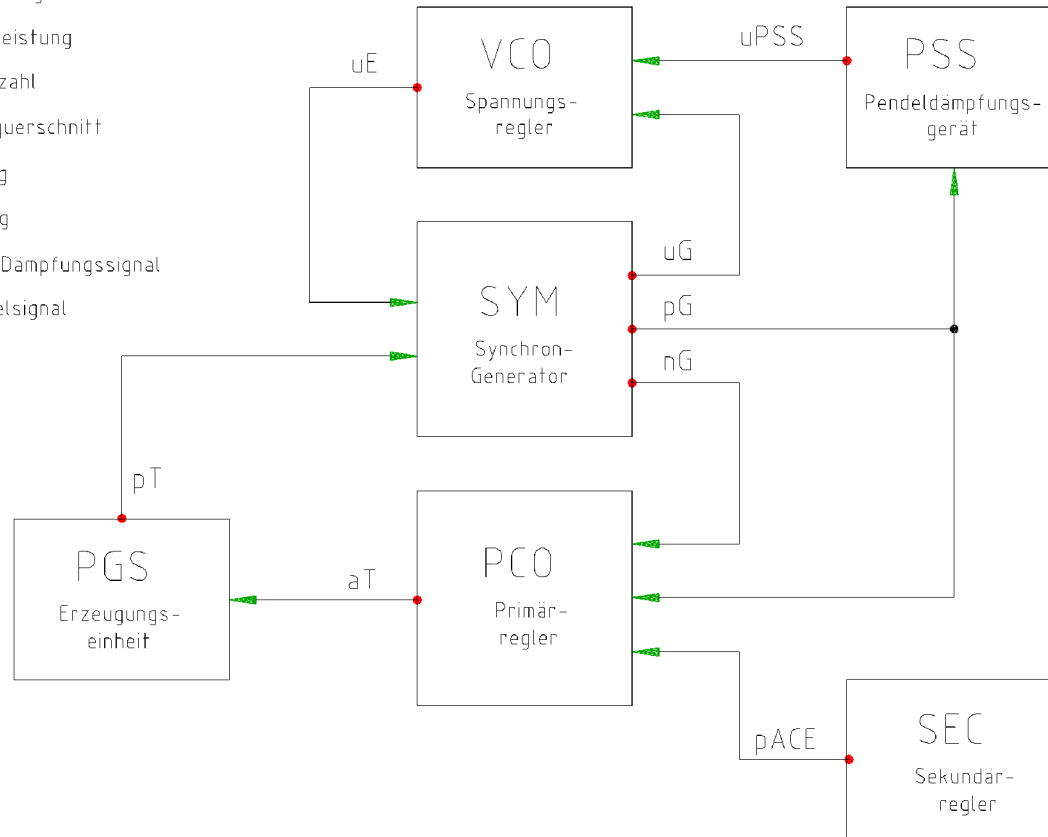 eistung
zahl
querschnitt
g
g
Dämpfungssignal
elsignal
VCO
Spannungs-
regler
uE
uPSS
PSS
Pendeldämpfungs-
gerät
SYM
Synchron-
Generator
uG
pG
nG
pT
PGS
Erzeugungs-
einheit
aT
PCO
Primär-
regler
pACE
SEC
Sekundär-
regler